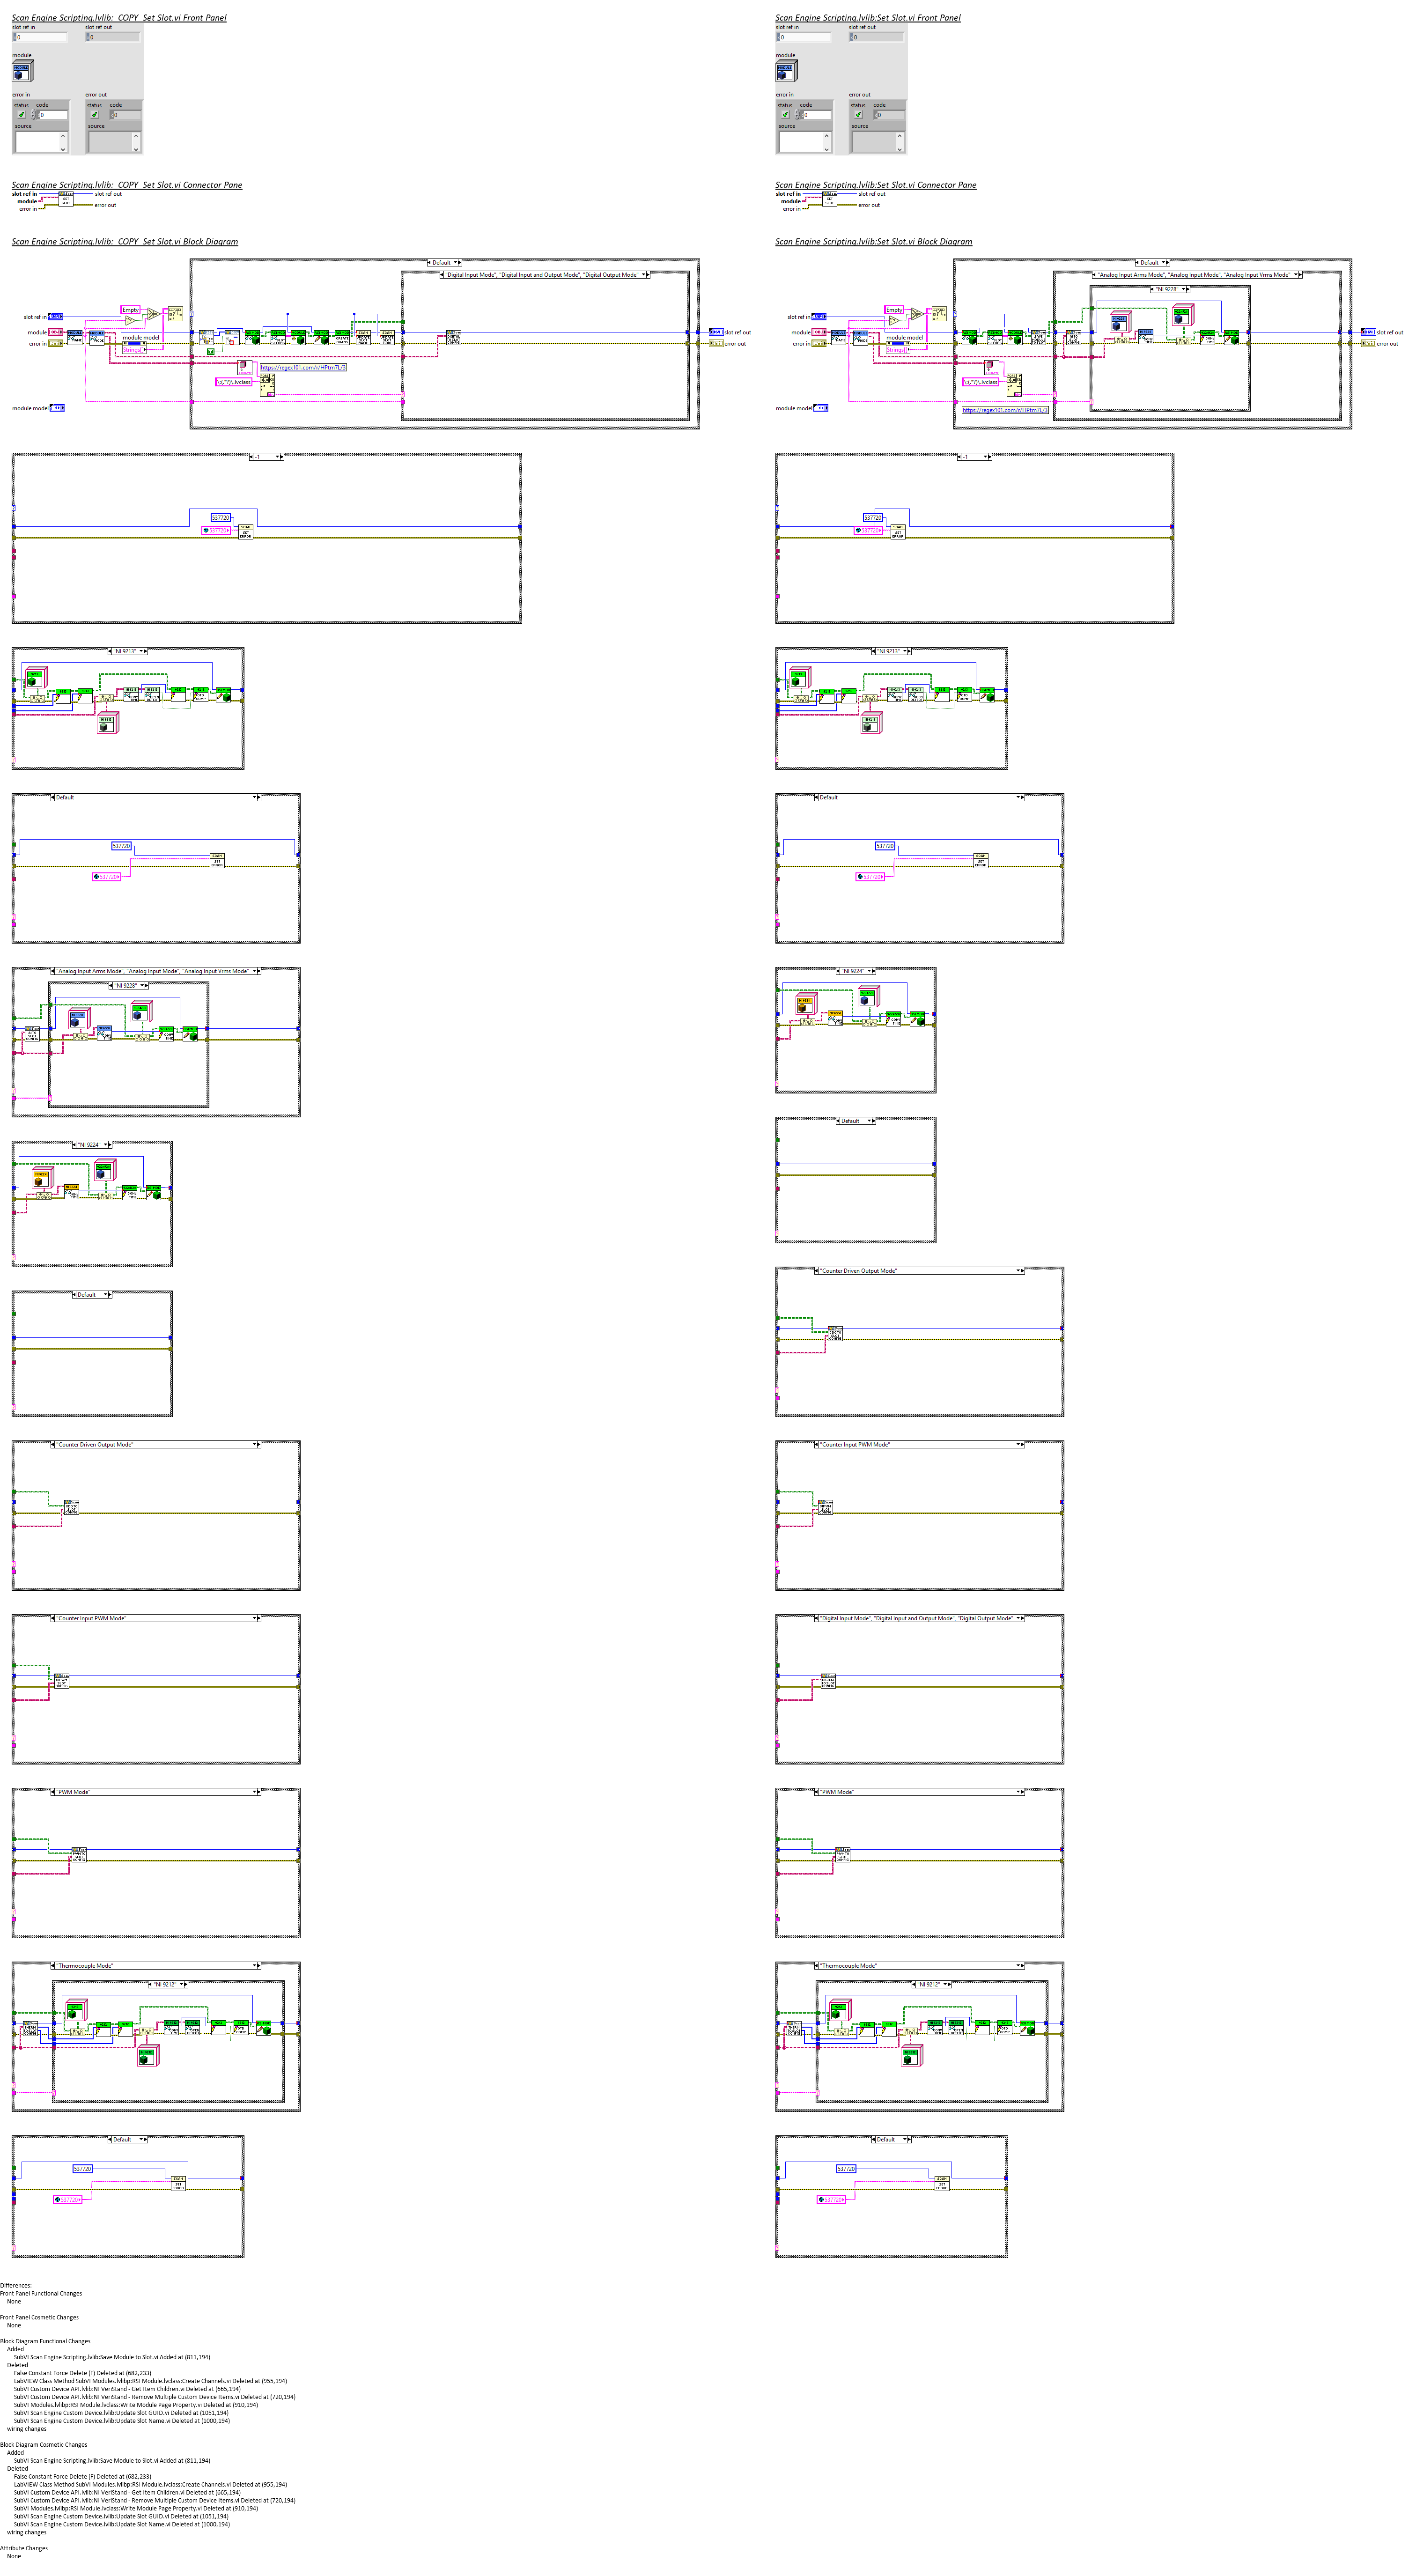 Scan Engine Scripting.lvlib:_COPY_Set Slot.vi Front Panel
slot ref in
slot ref out
0
0
module
error in
error out
status
code
status
code
0
0
source
source
Scan Engine Scripting.lvlib:_COPY_Set Slot.vi Connector Pane
slot ref in
slot ref out
module
error in
error out
SET
SLOT
Scan Engine Scripting.lvlib:_COPY_Set Slot.vi Block Diagram
Default
"Digital Input Mode", "Digital Input and Output Mode", "Digital Output Mode"
Empty
slot ref in
module
module model
error in
Strings[]
https://regex101.com/r/HPtm7L/3
slot ref out
error out
module model
-1
537720
537720
SCAN
SET
ERROR
"NI 9213"
Default
537720
537720
SCAN
SET
ERROR
"Analog Input Arms Mode", "Analog Input Mode", "Analog Input Vrms Mode"
"NI 9228"
"NI 9224"
Default
"Counter Driven Output Mode"
"Counter Input PWM Mode"
"PWM Mode"
"Thermocouple Mode"
"NI 9212"
Default
537720
537720
SCAN
SET
ERROR
Scan Engine Scripting.lvlib:Set Slot.vi Front Panel
slot ref in
slot ref out
0
0
module
error in
error out
status
code
status
code
0
0
source
source
Scan Engine Scripting.lvlib:Set Slot.vi Connector Pane
slot ref in
slot ref out
module
error in
error out
SET
SLOT
Scan Engine Scripting.lvlib:Set Slot.vi Block Diagram
Default
"Analog Input Arms Mode", "Analog Input Mode", "Analog Input Vrms Mode"
"NI 9228"
Empty
slot ref in
module
module model
error in
Strings[]
https://regex101.com/r/HPtm7L/3
slot ref out
error out
module model
-1
537720
537720
SCAN
SET
ERROR
"NI 9213"
Default
537720
537720
SCAN
SET
ERROR
"NI 9224"
Default
"Counter Driven Output Mode"
"Counter Input PWM Mode"
"Digital Input Mode", "Digital Input and Output Mode", "Digital Output Mode"
"PWM Mode"
"Thermocouple Mode"
"NI 9212"
Default
537720
537720
SCAN
SET
ERROR
Differences:
Front Panel Functional Changes
None
Front Panel Cosmetic Changes
None
Block Diagram Functional Changes
Added
SubVI Scan Engine Scripting.lvlib:Save Module to Slot.vi Added at (811,194)
Deleted
False Constant Force Delete (F) Deleted at (682,233)
LabVIEW Class Method SubVI Modules.lvlibp:RSI Module.lvclass:Create Channels.vi Deleted at (955,194)
SubVI Custom Device API.lvlib:NI VeriStand - Get Item Children.vi Deleted at (665,194)
SubVI Custom Device API.lvlib:NI VeriStand - Remove Multiple Custom Device Items.vi Deleted at (720,194)
SubVI Modules.lvlibp:RSI Module.lvclass:Write Module Page Property.vi Deleted at (910,194)
SubVI Scan Engine Custom Device.lvlib:Update Slot GUID.vi Deleted at (1051,194)
SubVI Scan Engine Custom Device.lvlib:Update Slot Name.vi Deleted at (1000,194)
wiring changes
Block Diagram Cosmetic Changes
Added
SubVI Scan Engine Scripting.lvlib:Save Module to Slot.vi Added at (811,194)
Deleted
False Constant Force Delete (F) Deleted at (682,233)
LabVIEW Class Method SubVI Modules.lvlibp:RSI Module.lvclass:Create Channels.vi Deleted at (955,194)
SubVI Custom Device API.lvlib:NI VeriStand - Get Item Children.vi Deleted at (665,194)
SubVI Custom Device API.lvlib:NI VeriStand - Remove Multiple Custom Device Items.vi Deleted at (720,194)
SubVI Modules.lvlibp:RSI Module.lvclass:Write Module Page Property.vi Deleted at (910,194)
SubVI Scan Engine Custom Device.lvlib:Update Slot GUID.vi Deleted at (1051,194)
SubVI Scan Engine Custom Device.lvlib:Update Slot Name.vi Deleted at (1000,194)
wiring changes
Attribute Changes
None